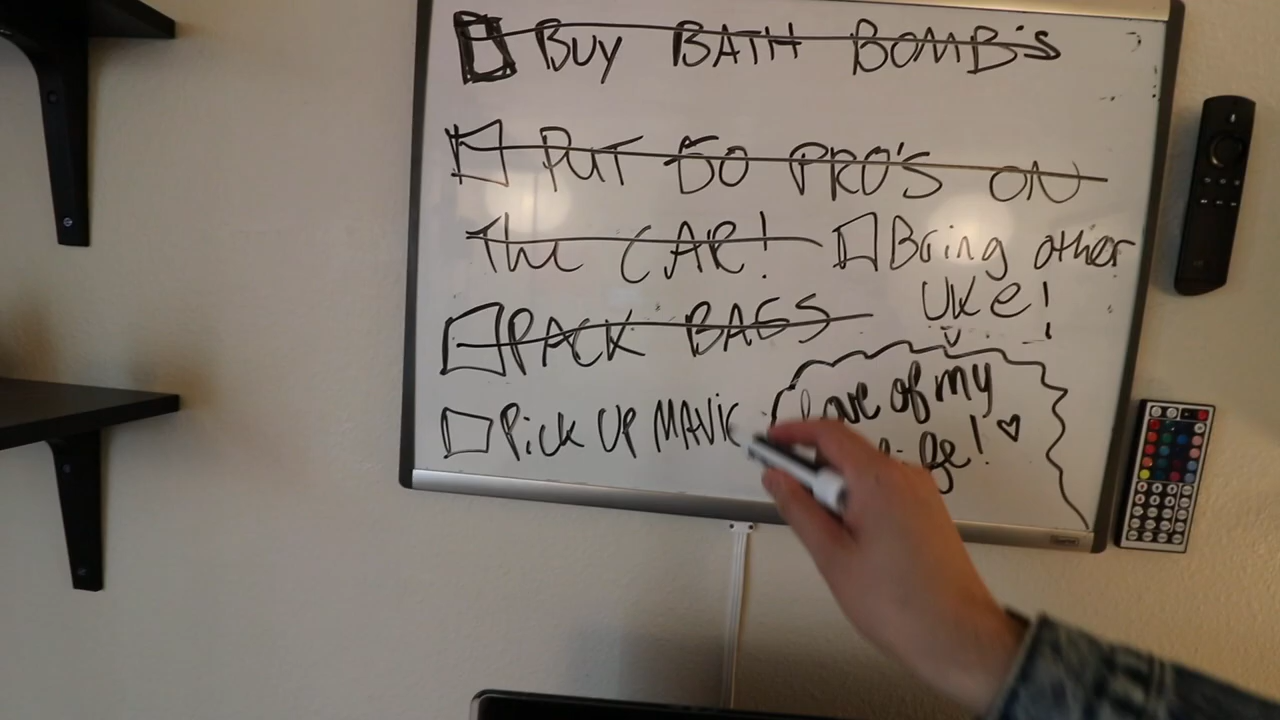 BUY BATH BOMB'S
PUT 50 PRO'S ON
The CAR!
Bring other
UKe!
PACK BAGS
Pick UP MAVIC
Love of my
!